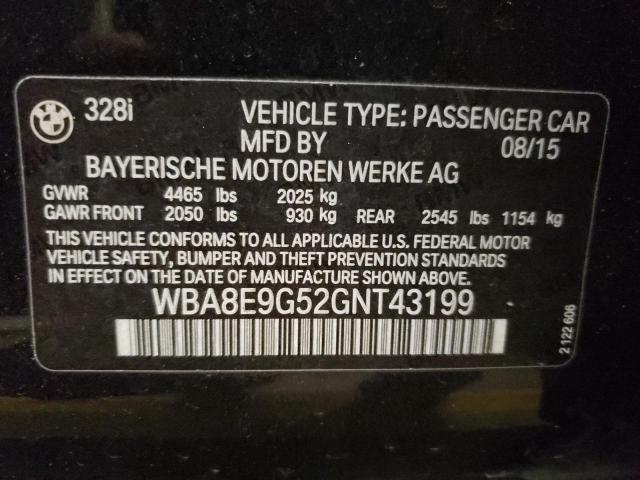 328i VEHICLE TYPE: PASSENGER CAR
MFD BY 08/15
BAYERISCHE MOTOREN WERKE AG
GVWR 4465 lbs 2025 kg
GAWR FRONT 2050 lbs 930 kg REAR 2545 lbs 1154 kg
THIS VEHICLE CONFORMS TO ALL APPLICABLE U.S. FEDERAL MOTOR
VEHICLE SAFETY, BUMPER AND THEFT PREVENTION STANDARDS
IN EFFECT ON THE DATE OF MANUFACTURE SHOWN ABOVE.
WBA8E9G52GNT43199
2 122 606